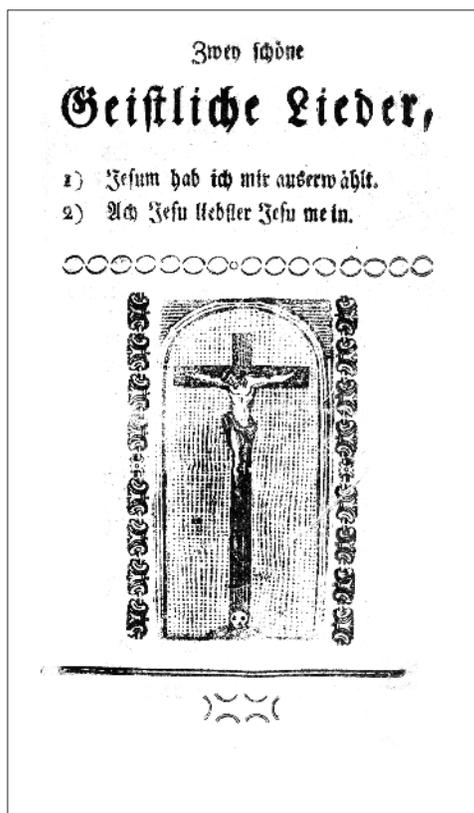 Zwey schöne
Geistliche Lieder,
1) Jesum hab ich mir auserwählt.
2) Ach Jesu liebster Jesu mein.